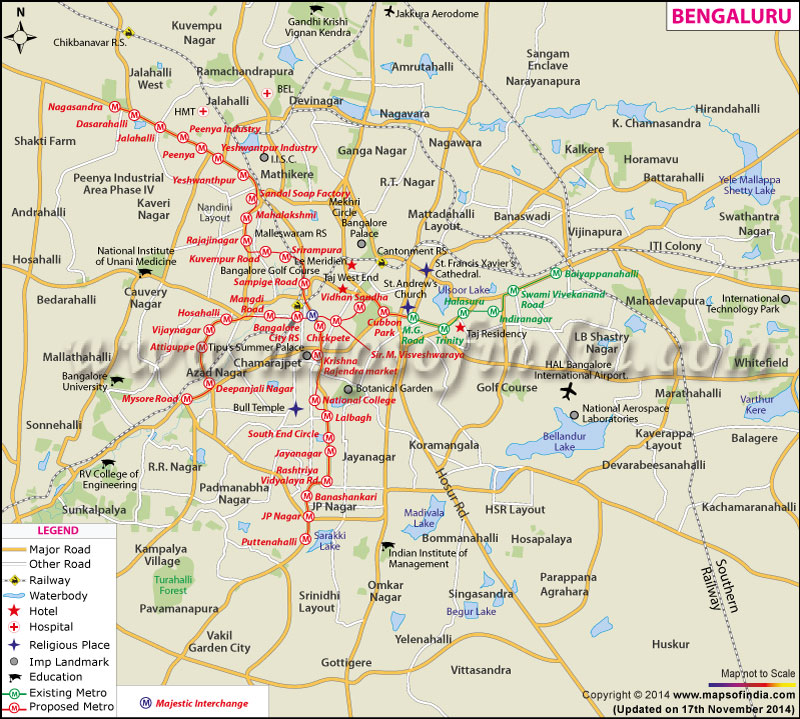 BENGALURU
N
Gandhi Krishi
Vignan Kendra
Jakkura Aerodome
Kuvempu
Nagar
Chikbanavar R.S.
Sangam
Enclave
Narayanapura
Amrutahalli
Ramachandrapura
Jalahalli
West
BEL
Jalahalli
Devinagar
HMT
Nagasandra
Dasarahalli
Jalahalli
Nagavara
Hirandahalli
K. Channasandra
Peenya Industry
Shakti Farm
Peenya
Yeshwantpur Industry
I.I.S.C.
Ganga Nagar
Nagawara
Kalkere
Horamavu
Mathikere
Peenya Industrial
Area Phase IV
Yeshwanthpur
R.T. Nagar
Battarahalli
Yele Mallappa
Shetty Lake
Sandal Soap Factory
Kaveri
Nagar
Nandini
Layout
Mekhri
Circle
Andrahalli
Mahalakshmi
Bangalore
Palace
Mattadahalli
Layout
Banaswadi
Swathantra
Nagar
Malleswaram RS
Vijinapura
Rajajinagar
JTI Colony
National Institute
of Unani Medicine
Srirampura
Cantonment RS
Hosahalli
Kuvempur Road
Le Meridien
St. Francis Xavier's
Cathedral.
Bangalore Golf Course
Taj West End
Baiyappanahalli
Sampige Road
St. Andrew's
Church
Ulsoor Lake
Cauvery
Nagar
Bedarahalli
Swami Vivekanand
Road
Mahadevapura
International
Technology Park
Magdi
Road
Vidhan Saudha
Halasuru
Hosahalli
Indiranagar
Cubbon
Park
M.G.
Road
Vijaynagar
Bangalore
City RS
Chickpete
Trinity
Taj Residency
LB Shastry
Nagar
Attiguppe
Tipu's Summer Palace
Sir. M. Visveshwaraya
Mallathahalli
Chamarajpet
Krishna
Rajendra market
HAL Bangalore
International Airport.
Whitefield
Azad Nagar
Bangalore
University
Deepanjali Nagar
Botanical Garden
Golf Course
Marathahalli
Mysore Road
National College
Varthur
Kere
Bull Temple
National Aerospace
Laboratories
Lalbagh
Sonnehalli
South End Circle
Bellandur
Lake
Kaverappa
Layout
Balagere
Koramangala
Jayanagar
Jayanagar
Devarabeesanahalli
R.R. Nagar
Rashtriya
Vidyalaya Rd.
RV College of
Engineering
Hosur Rd
Padmanabha
Nagar
Banashankari
Kachamaranahalli
JP Nagar
HSR Layout
Sunkalpalya
JP Nagar
Madivala
Lake
Puttenahalli
Sarakki
Lake
Bommanahalli
Hosapalaya
Kampalya
Village
Indian Institute of
Management
Southern
Railway
Turahalli
Forest
Omkar
Nagar
Parappana
Agrahara
Srinidhi
Layout
Singasandra
Pavamanapura
Begur Lake
Vakil
Garden City
Yelenahalli
Huskur
Gottigere
Vittasandra
LEGEND
Major Road
Other Road
Railway
Waterbody
Hotel
Hospital
Religious Place
Imp Landmark
Education
Existing Metro
Proposed Metro
Majestic Interchange
Map not to Scale
Copyright © 2014 www.mapsofindia.com
(Updated on 17th November 2014)